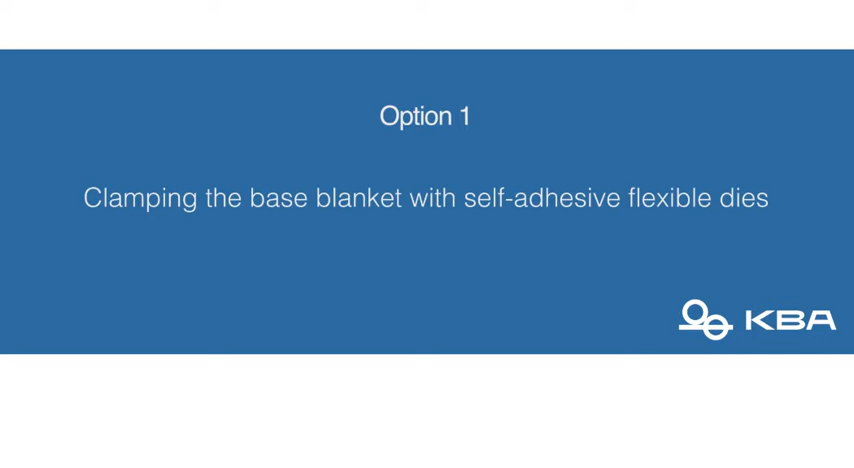 Option 1
Clamping the base blanket with self-adhesive flexible dies
KBA